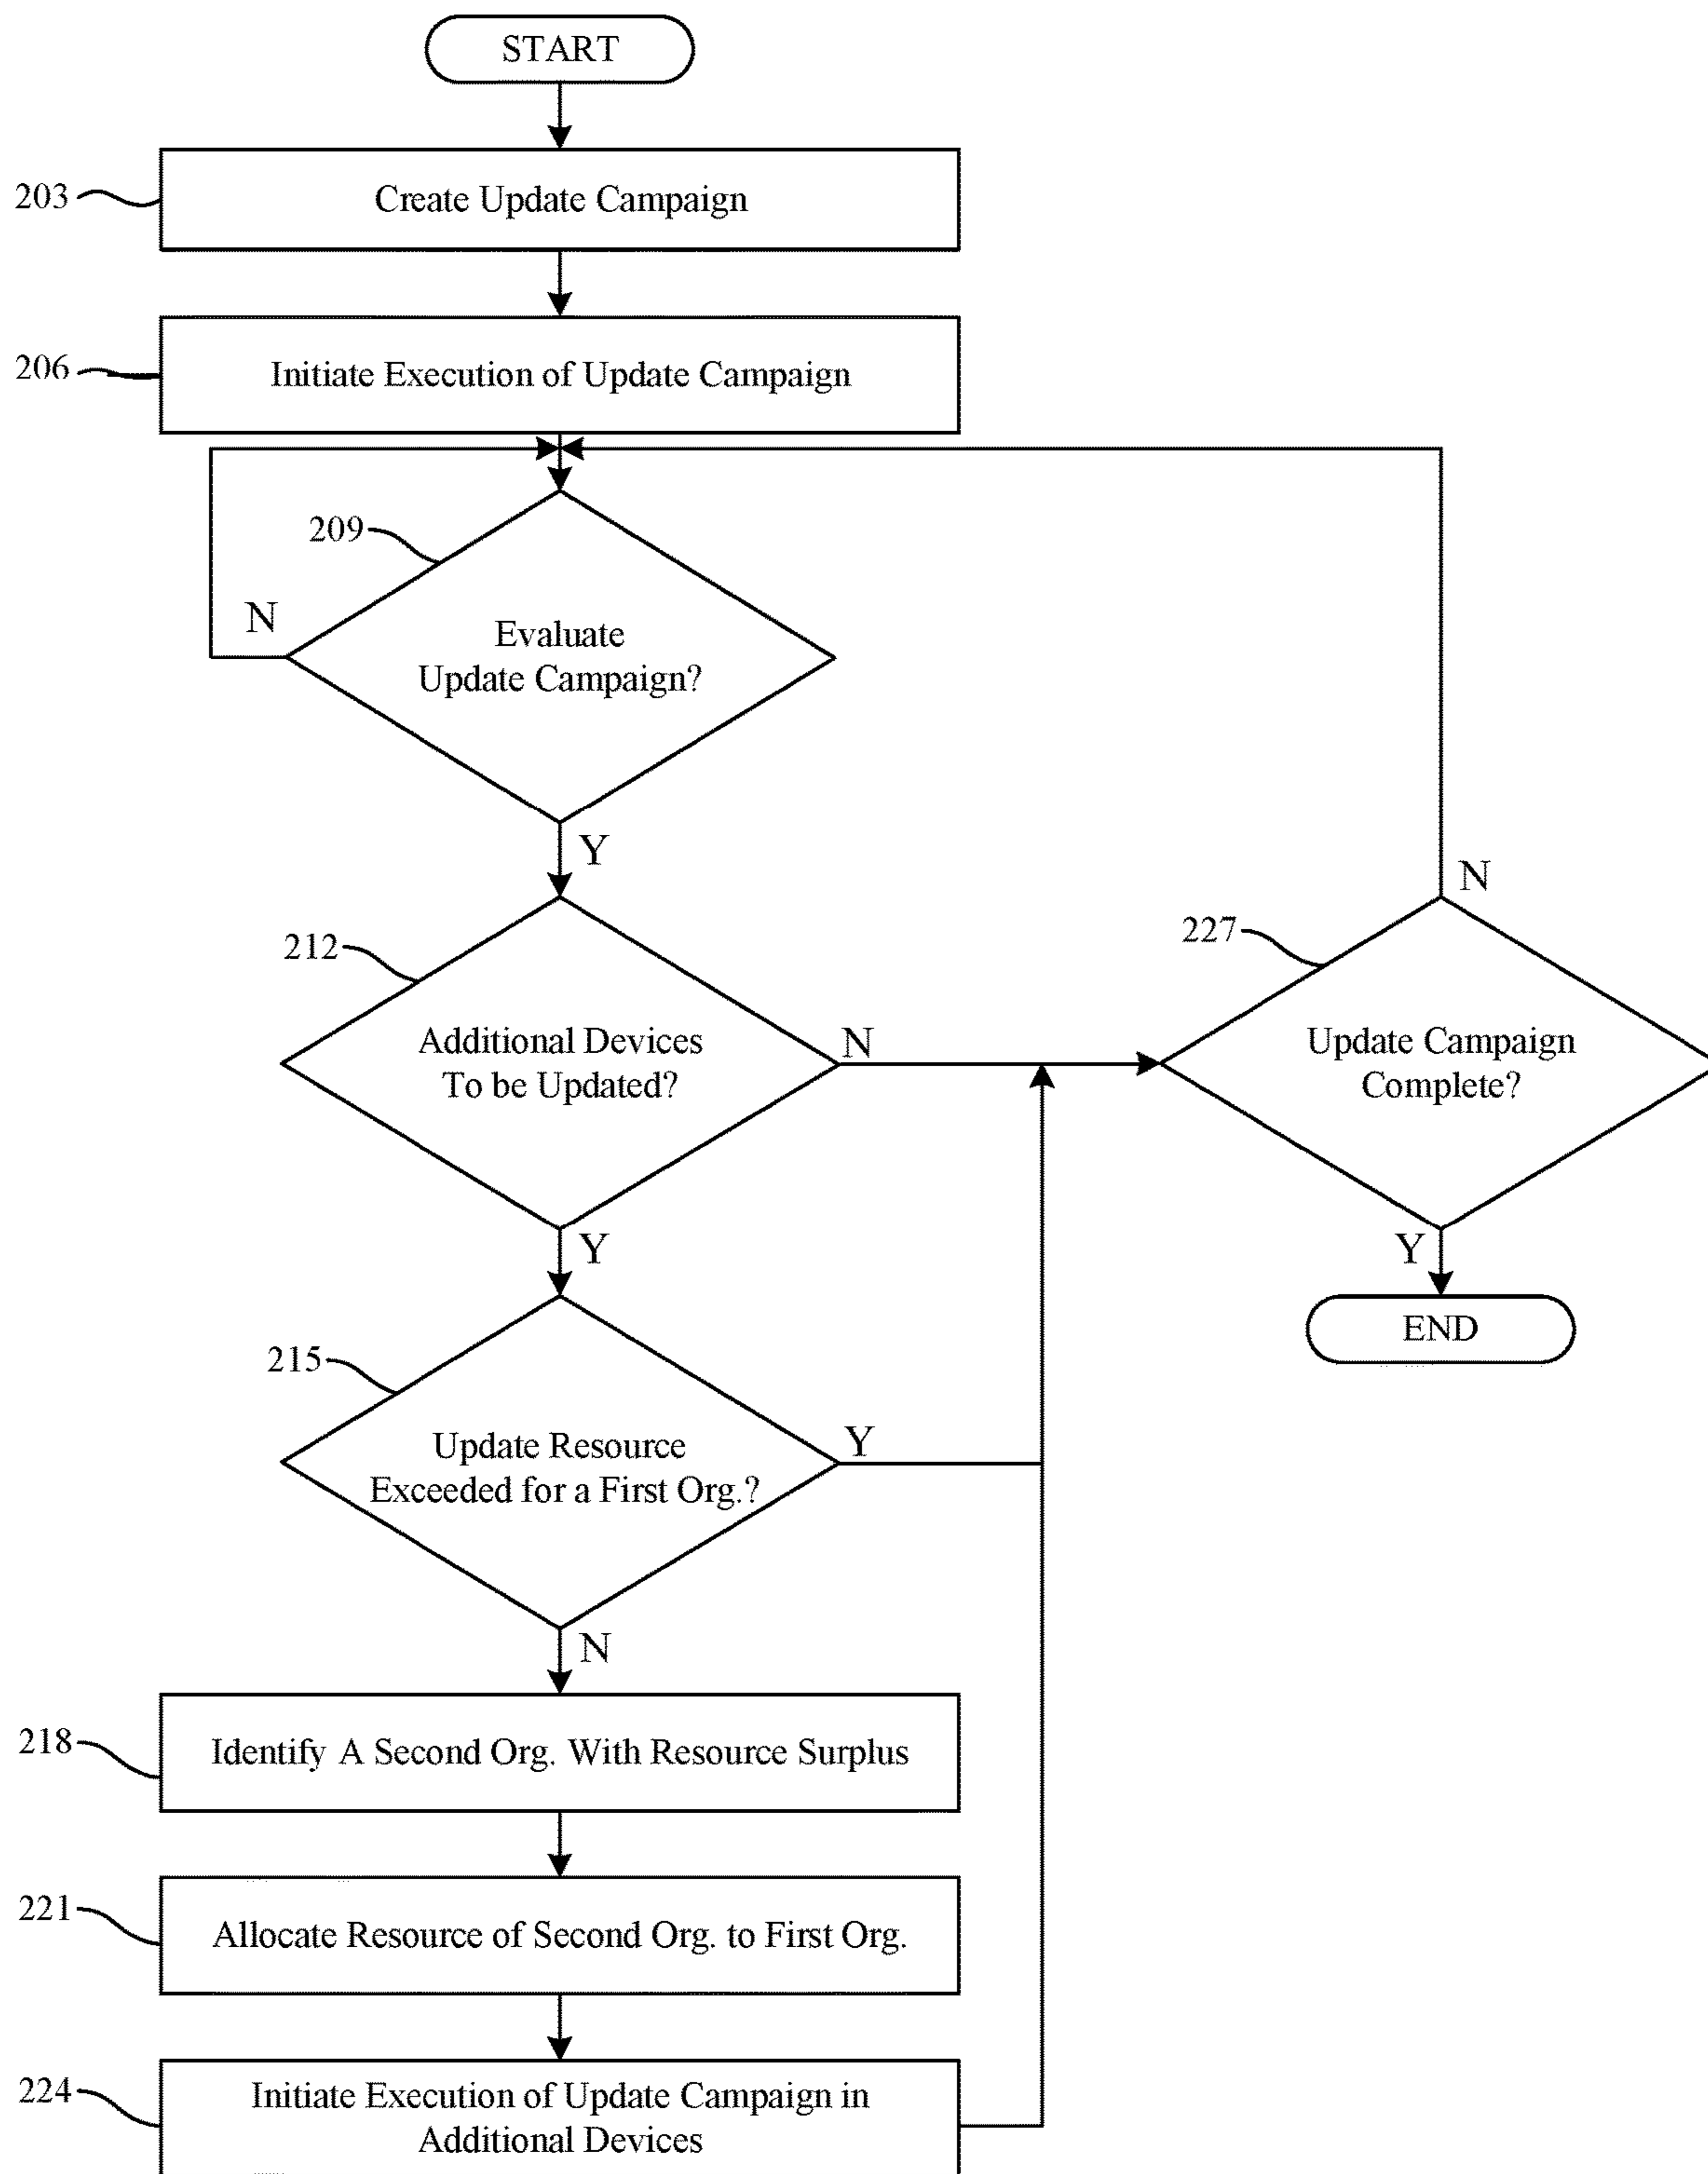 START
203
Create Update Campaign
206
Initiate Execution of Update Campaign
209
N
Evaluate
Update Campaign?
Y
N
212
227
Additional Devices
To be Updated?
N
Update Campaign
Complete?
Y
Y
END
215
Update Resource
Exceeded for a First Org.?
Y
N
218
Identify A Second Org. With Resource Surplus
221
Allocate Resource of Second Org. to First Org.
224
Initiate Execution of Update Campaign in
Additional Devices